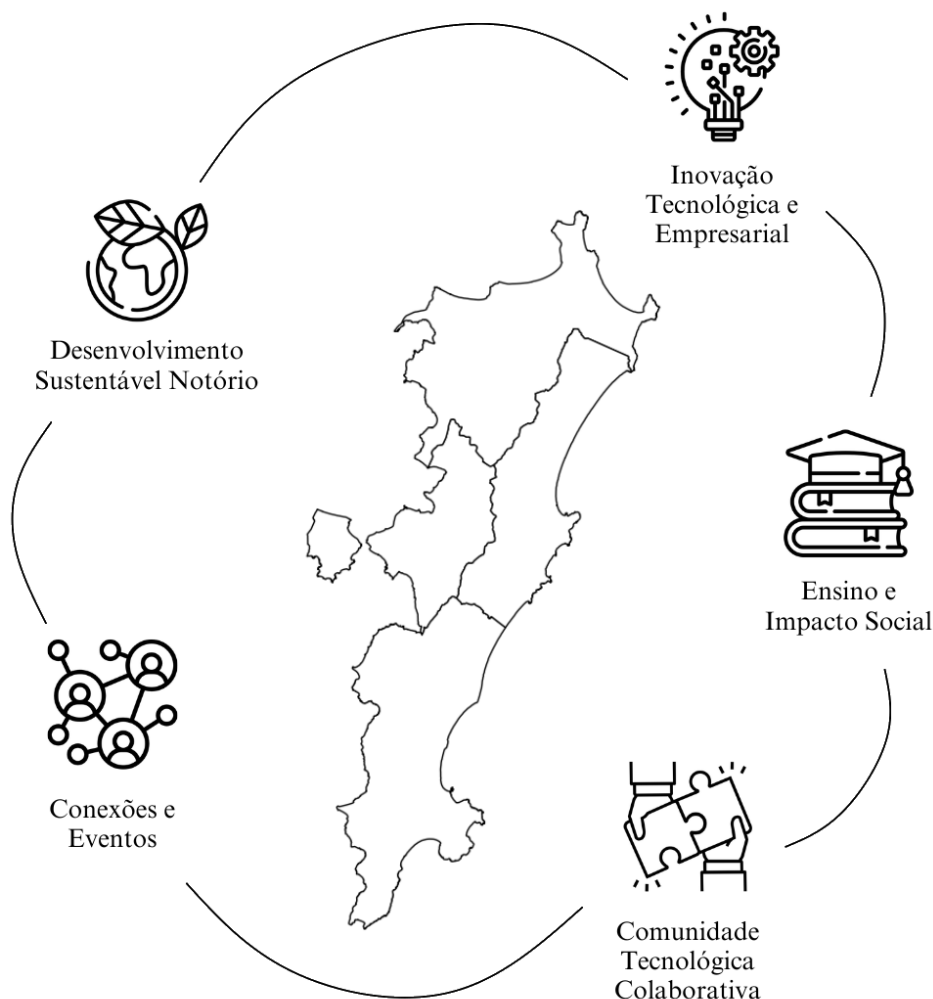 Inovação
Tecnológica e
Empresarial
Desenvolvimento
Sustentável Notório
Ensino e
Impacto Social
Conexões e
Eventos
Comunidade
Tecnológica
Colaborativa